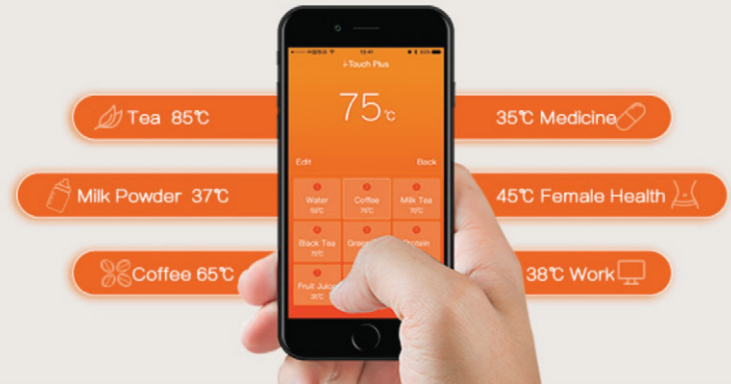 i-Touch Plus
75℃
Tea 85℃
35℃ Medicine
Edit
Back
Milk Powder 37℃
45℃ Female Health
Water
Coffee
Milk Tea
Black Tea
Protein
Coffee 65℃
38℃ Work
Fruit Juice